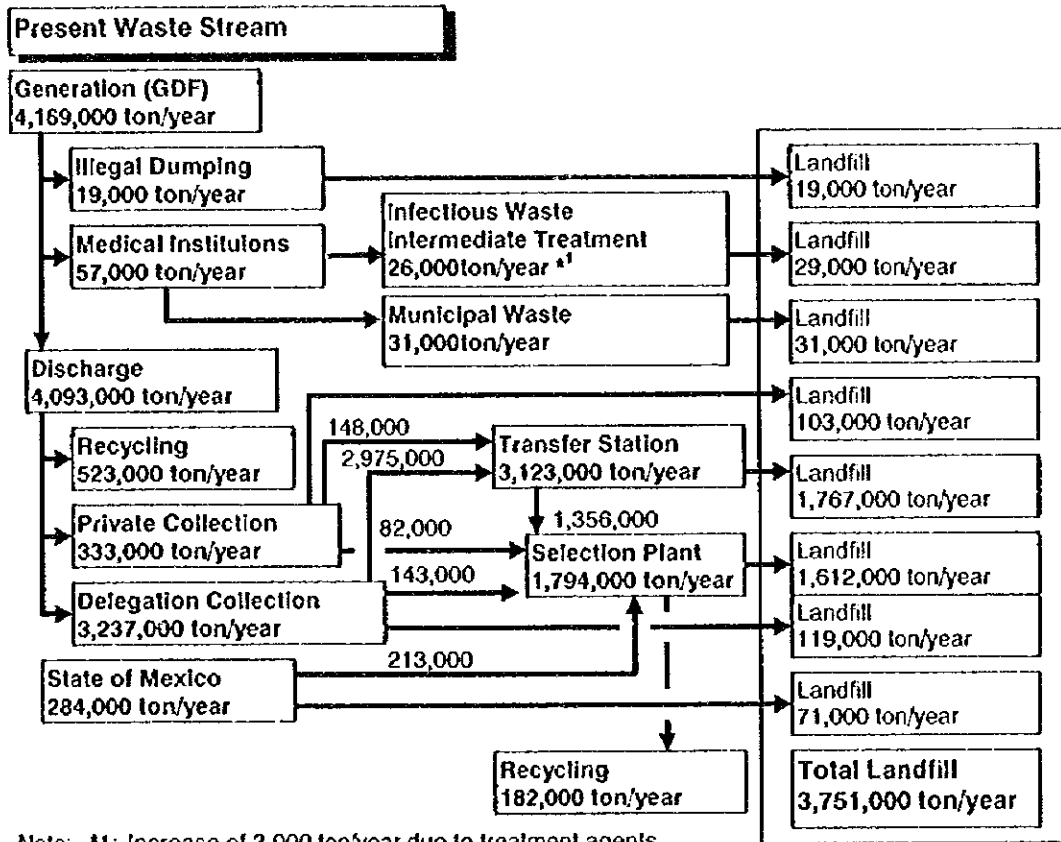 Present Waste Stream
Generation (GDF)
4,169,000 ton/year
Illegal Dumping
19,000 ton/year
Landfill
19,000 ton/year
Medical Institulons
57,000 ton/year
Infectious Waste
Intermediate Treatment
26,000ton/year *1
Landfill
29,000 ton/year
Municipal Waste
31,000ton/year
Landfill
31,000 ton/year
Discharge
4,093,000 ton/year
Landfill
103,000 ton/year
Recycling
523,000 ton/year
148,000
2,975,000
Transfer Station
3,123,000 ton/year
Landfill
1,767,000 ton/year
Private Collection
333,000 ton/year
82,000
1,356,000
Selection Plant
1,794,000 ton/year
Landfill
1,612,000 ton/year
Delegation Collection
3,237,000 ton/year
143,000
Landfill
119,000 ton/year
State of Mexico
284,000 ton/year
213,000
Landfill
71,000 ton/year
Recycling
182,000 ton/year
Total Landfill
3,751,000 ton/year
Note: *1: Increase of 3,000 ton/year due to treatment agents